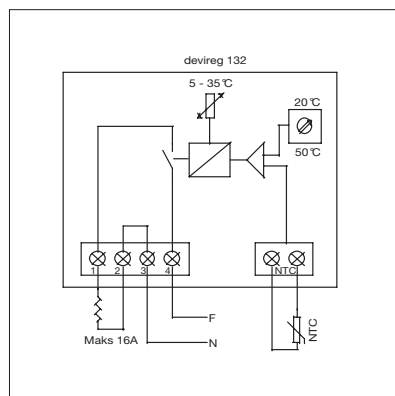 devireg 132
5 - 35°C
20°C
50°C
1 2 3 4
NTC
F
Maks 16A
N
NTC